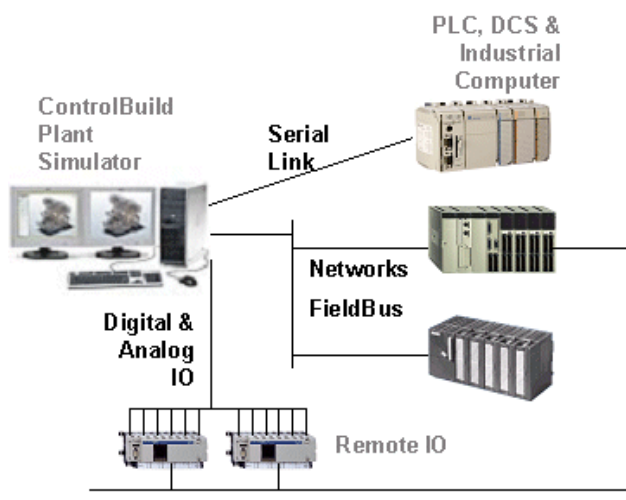 PLC, DCS &
Industrial
Computer
ControlBuild
Plant
Simulator
Serial
Link
Networks
FieldBus
Digital &
Analog
IO
Remote IO